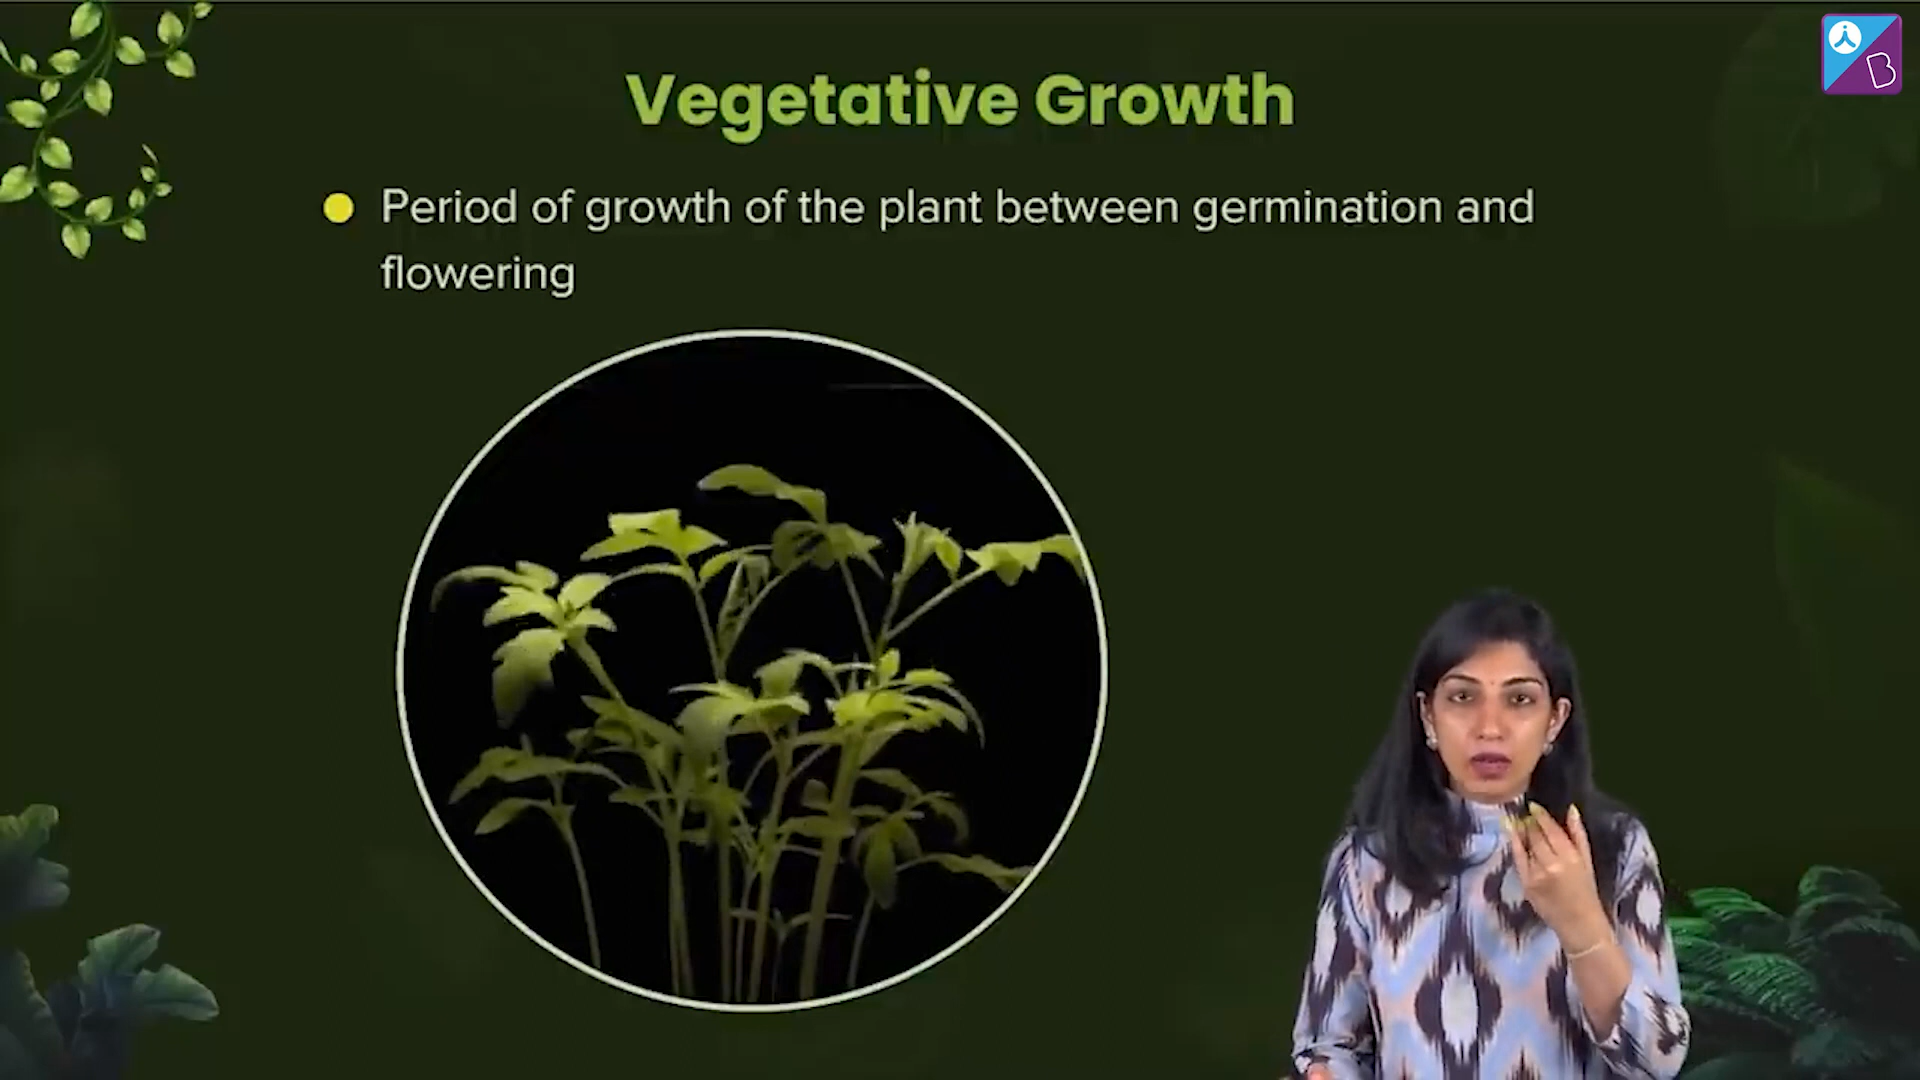 Vegetative Growth
Period of growth of the plant between germination and
flowering
B